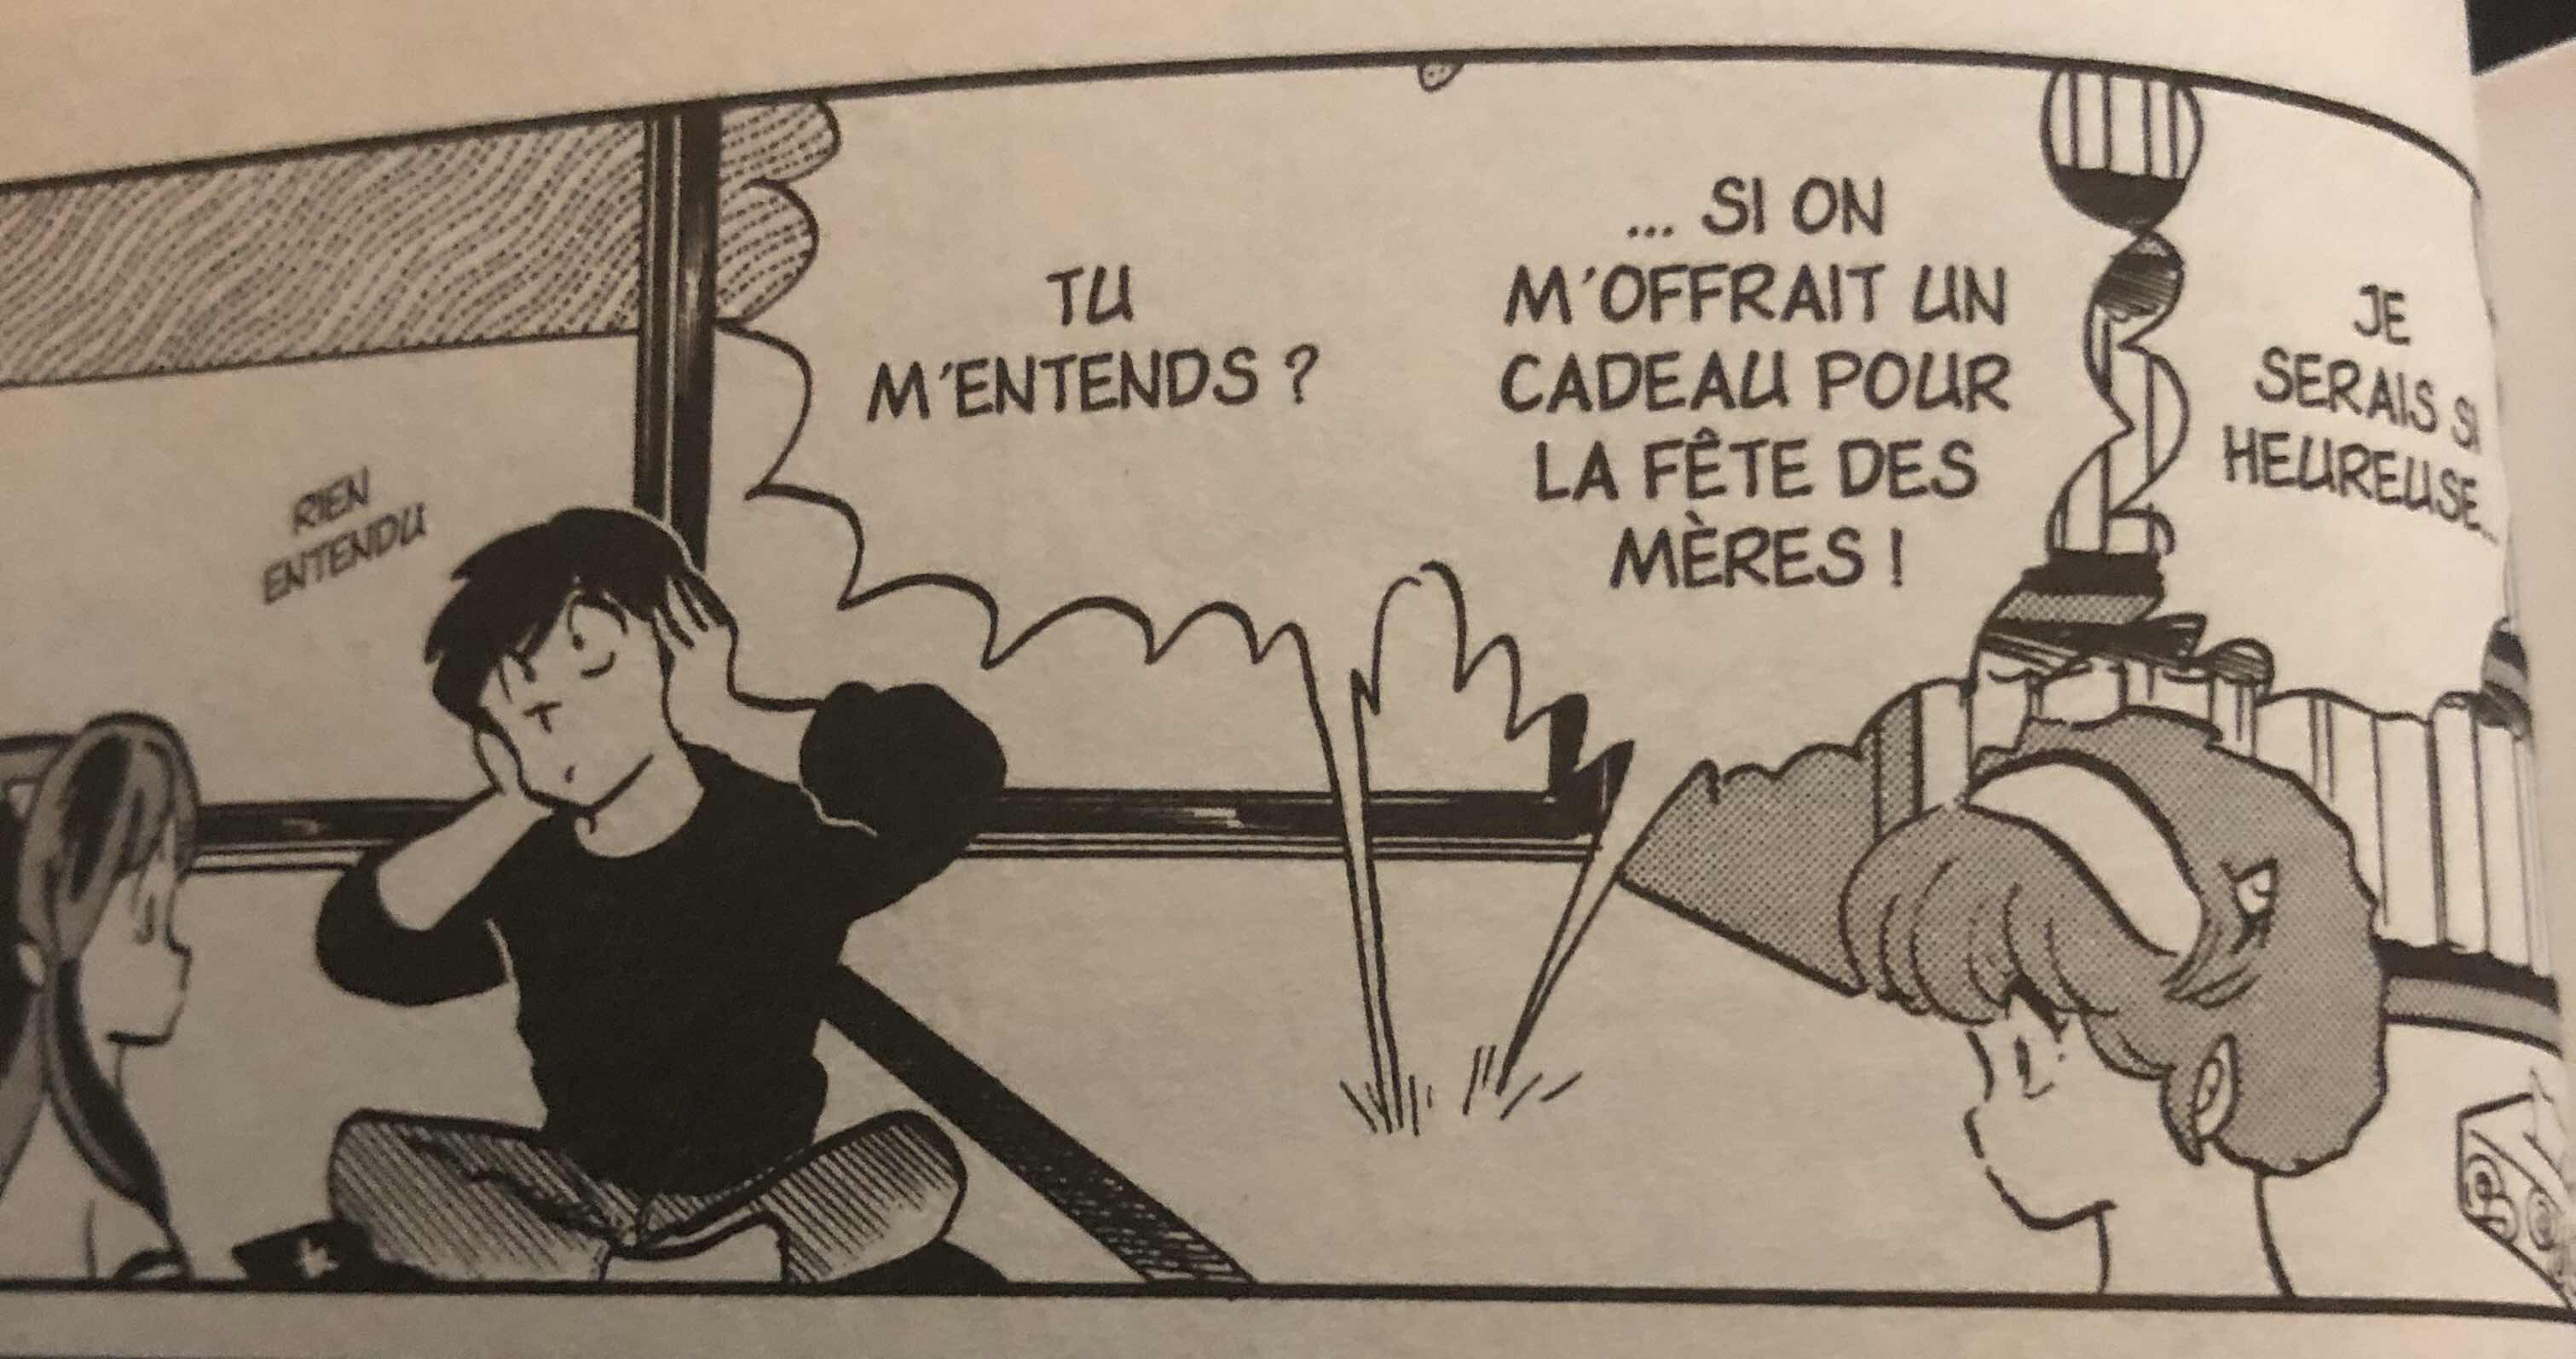 JE
SERAIS SI
HEUREUSE...
... SI ON
M'OFFRAIT UN
CADEAU POUR
LA FÊTE DES
MÈRES !
TU
M'ENTENDS ?
RIEN
ENTENDU